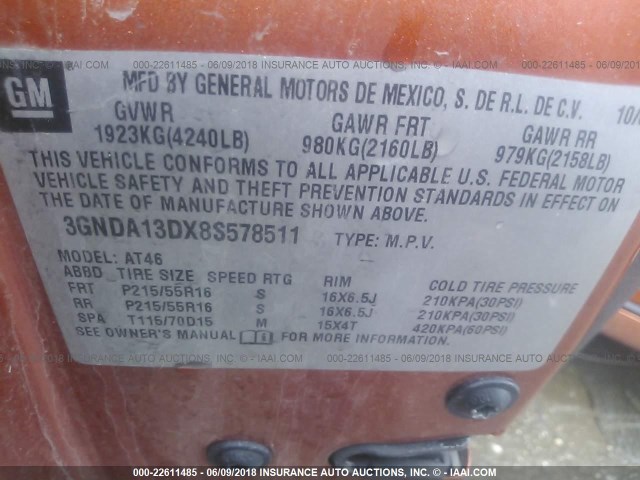 000-22611485 - 06/09/2018 INSURANCE AUTO AUCTIONS, INC. - © - IAAI.COM
GM
MFD BY GENERAL MOTORS DE MEXICO, S. DE R.L. DE C.V. 10/
GVWR GAWR FRT GAWR RR
1923KG(4240LB) 980KG(2160LB) 979KG(2158LB)
THIS VEHICLE CONFORMS TO ALL APPLICABLE U.S. FEDERAL MOTOR
VEHICLE SAFETY AND THEFT PREVENTION STANDARDS IN EFFECT ON
THE DATE OF MANUFACTURE SHOWN ABOVE.
3GNDA13DX8S578511 TYPE: M.P.V.
MODEL: AT46
ABBD TIRE SIZE SPEED RTG RIM COLD TIRE PRESSURE
FRT P215/55R16 S 16X6.5J 210KPA(30PSI)
RR P215/55R16 S 16X6.5J 210KPA(30PSI)
SPA T115/70D15 M 15X4T 420KPA(60PSI)
SEE OWNER'S MANUAL FOR MORE INFORMATION.
000-22611485 - 06/09/2018 INSURANCE AUTO AUCTIONS, INC. - © - IAAI.COM
000-22611485 - 06/09/2018 INSURANCE AUTO AUCTIONS, INC. - © - IAAI.COM